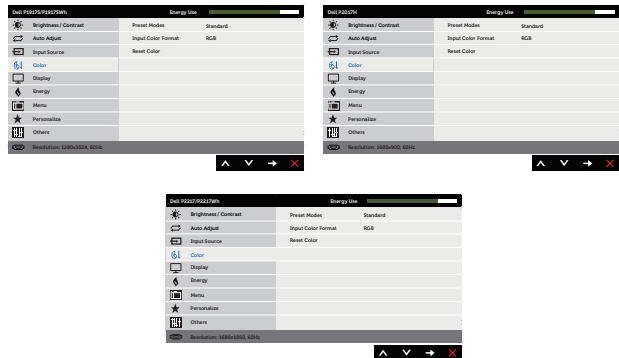 Dell P1917S/P1917SWh Energy Use
Brightness / Contrast Preset Modes Standard
Auto Adjust Input Color Format RGB
Input Source Reset Color
Color
Display
Energy
Menu
Personalize
Others
Resolution: 1280x1024, 60Hz
Dell P2017H Energy Use
Brightness / Contrast Preset Modes Standard
Auto Adjust Input Color Format RGB
Input Source Reset Color
Color
Display
Energy
Menu
Personalize
Others
Resolution: 1600x900, 60Hz
Dell P2217/P2217Wh Energy Use
Brightness / Contrast Preset Modes Standard
Auto Adjust Input Color Format RGB
Input Source Reset Color
Color
Display
Energy
Menu
Personalize
Others
Resolution: 1680x1050, 60Hz